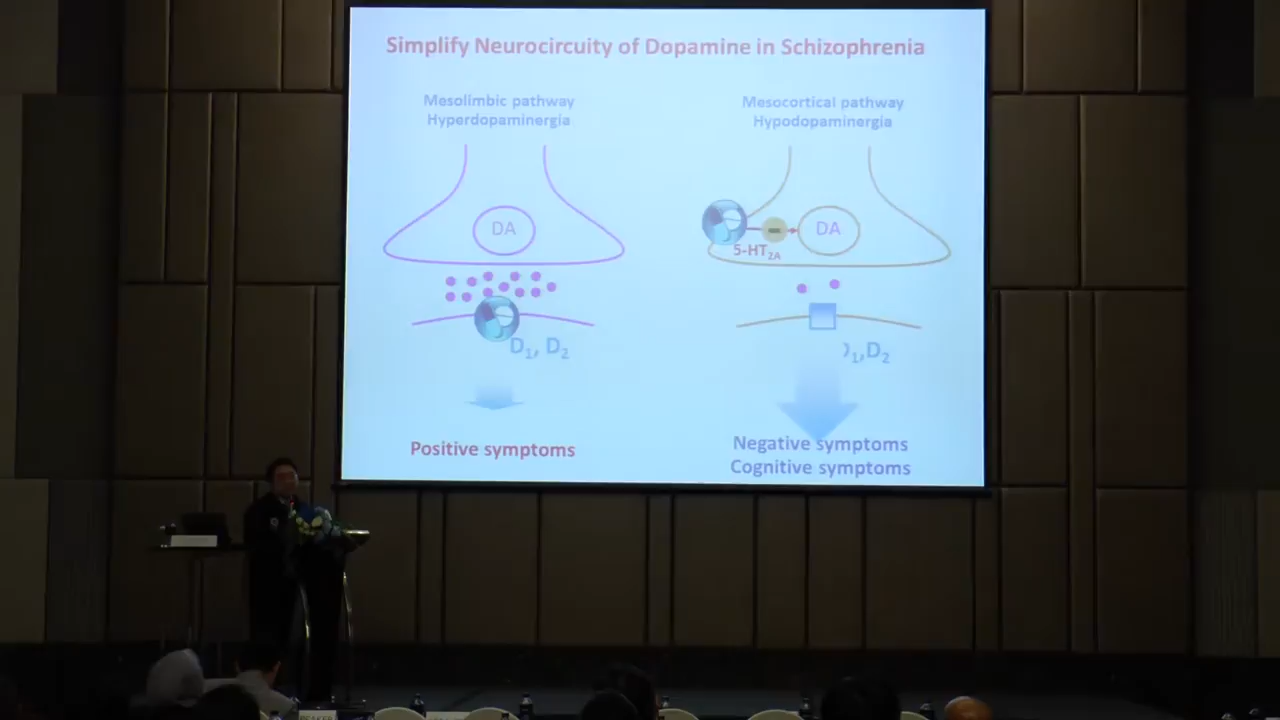 Simplify Neurocircuity of Dopamine in Schizophrenia
Mesolimbic pathway
Hyperdopaminergia
DA
D1, D2
Positive symptoms
Mesocortical pathway
Hypodopaminergia
DA
5-HT2A
1,D2
Negative symptoms
Cognitive symptoms